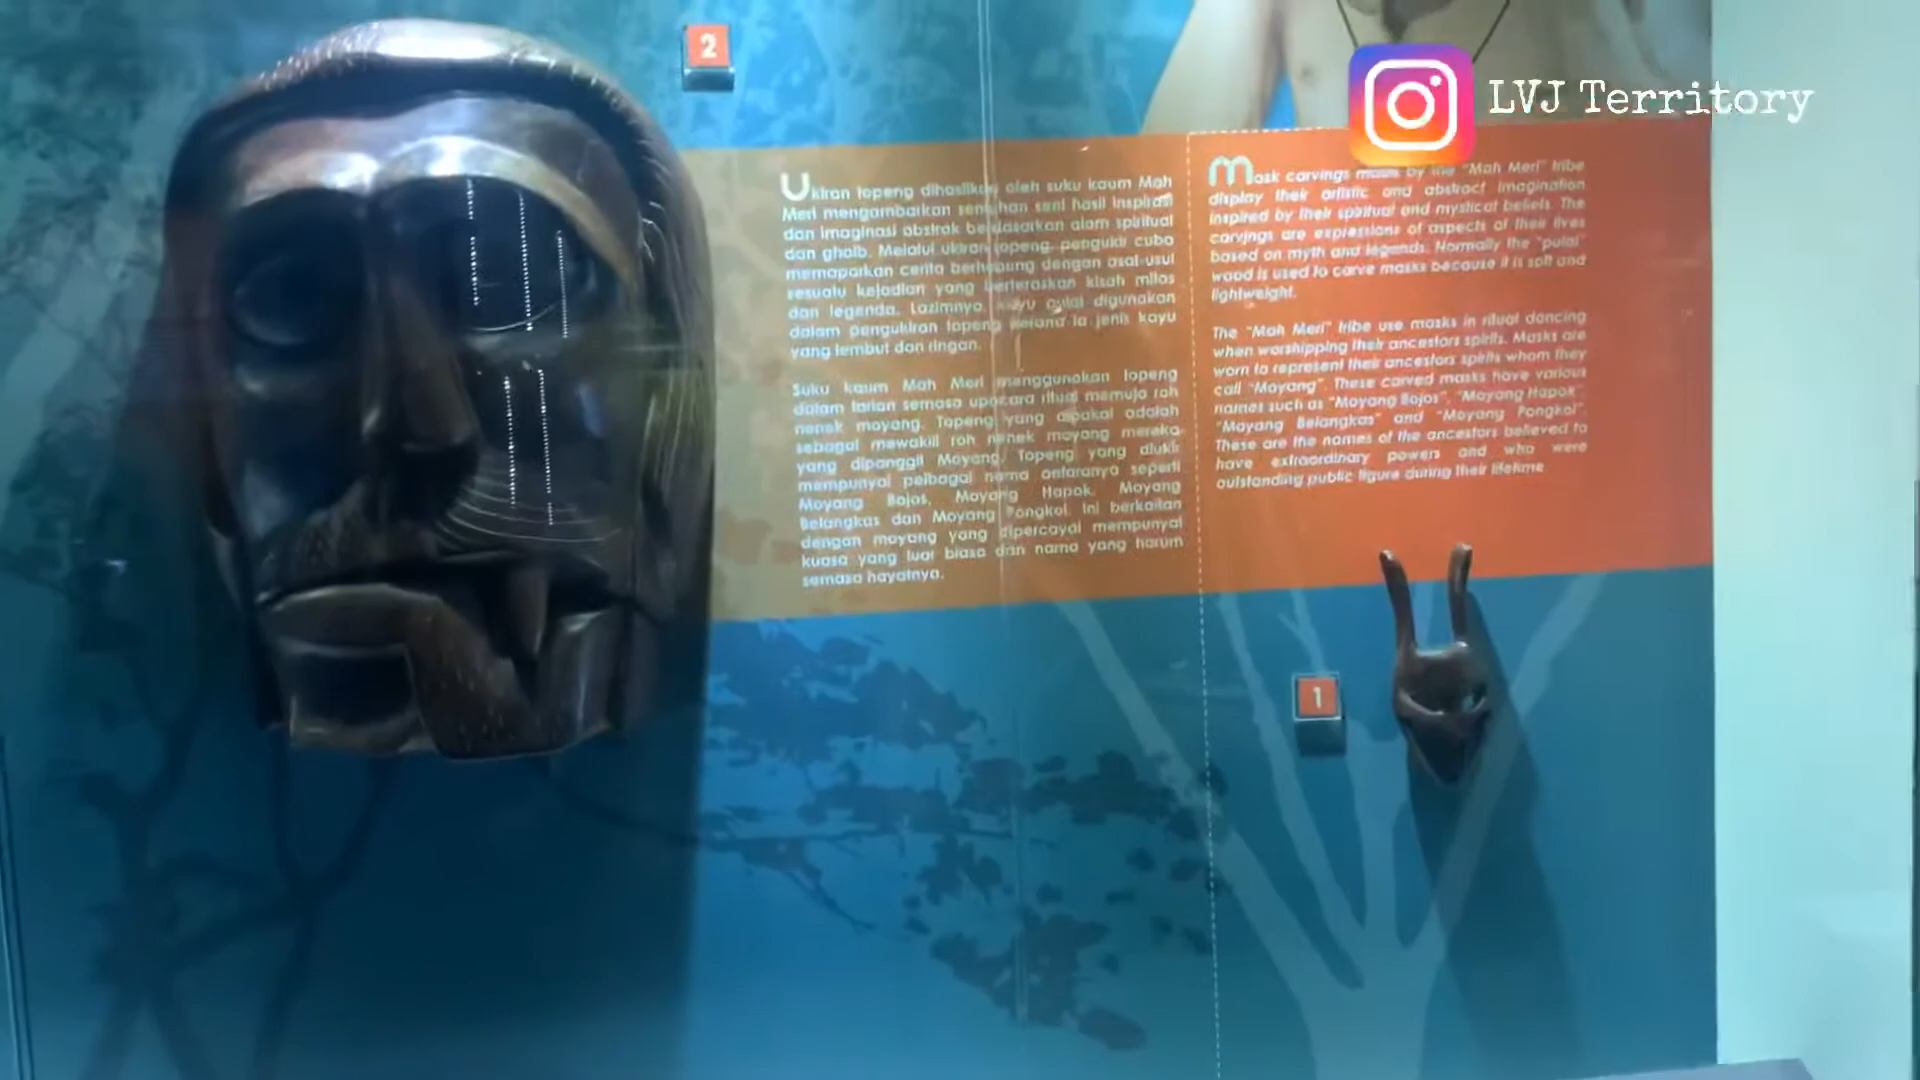 2
LVJ Territory
Ukiran topeng dihasilkan oleh suku kaum Mah
Meri mengambarkan sentuhan seni hasil inspirasi
dan imaginasi abstrak berdasarkan alam spiritual
dan ghaib. Melalui ukiran topeng, pengukir cuba
memaparkan cerita berhubung dengan asal-usul
sesuatu kejadian yang berteraskan kisah mitos
dan legenda. Lazimnya, kayu pulai digunakan
dalam pengukiran topeng kerana ia jenis kayu
yang lembut dan ringan.
Suku kaum Mah Meri menggunakan topeng
dalam tarian semasa upacara ritual memuja roh
nenek moyang. Topeng yang dipakai adalah
sebagai mewakili roh nenek moyang mereka
yang dipanggil Moyang. Topeng yang diukir
mempunyai pelbagai nama antaranya seperti
Moyang Bojos, Moyang Hapok, Moyang
Belangkas dan Moyang Pongkol. Ini berkaitan
dengan moyang yang dipercayai mempunyai
kuasa yang luar biasa dan nama yang harum
semasa hayatnya.
Mask carvings made by the "Mah Meri" tribe
display their artistic and abstract imagination
inspired by their spiritual and mystical beliefs. The
carvings are expressions of aspects of their lives
based on myth and legends. Normally the "pulai"
wood is used to carve masks because it is soft and
lightweight.
The "Mah Meri" tribe use masks in ritual dancing
when worshipping their ancestors spirits. Masks are
worn to represent their ancestors spirits whom they
call "Moyang". These carved masks have various
names such as "Moyang Bojos", "Moyang Hapok",
"Moyang Belangkas" and "Moyang Pongkol".
These are the names of the ancestors believed to
have extraordinary powers and who were
outstanding public figure during their lifetime
1